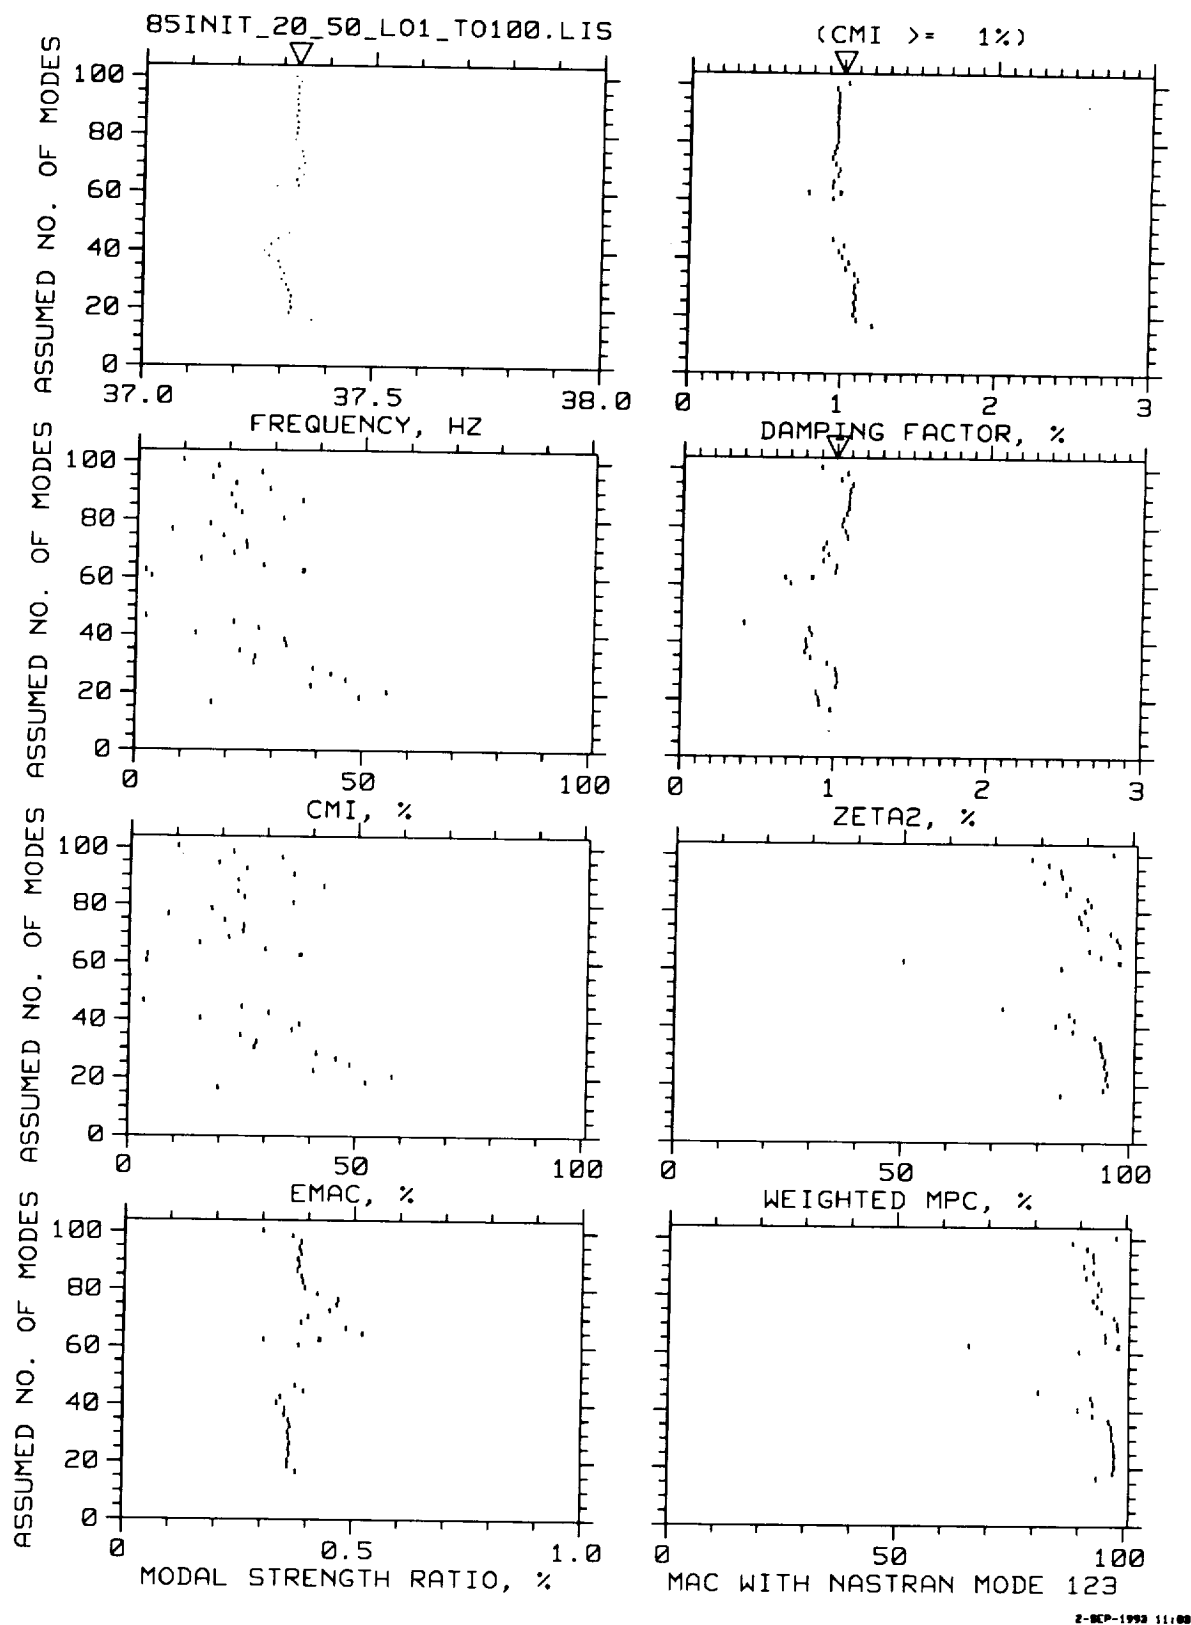 85INIT_20_50_LO1_TO100.LIS
(CMI >= 1%)
ASSUMED NO. OF MODES
100
80
60
40
20
0
37.0 37.5 38.0
FREQUENCY, HZ
0 1 2 3
DAMPING FACTOR, %
ASSUMED NO. OF MODES
100
80
60
40
20
0
0 50 100
CMI, %
0 1 2 3
ZETA2, %
ASSUMED NO. OF MODES
100
80
60
40
20
0
0 50 100
EMAC, %
0 50 100
WEIGHTED MPC, %
ASSUMED NO. OF MODES
100
80
60
40
20
0
0 0.5 1.0
MODAL STRENGTH RATIO, %
0 50 100
MAC WITH NASTRAN MODE 123